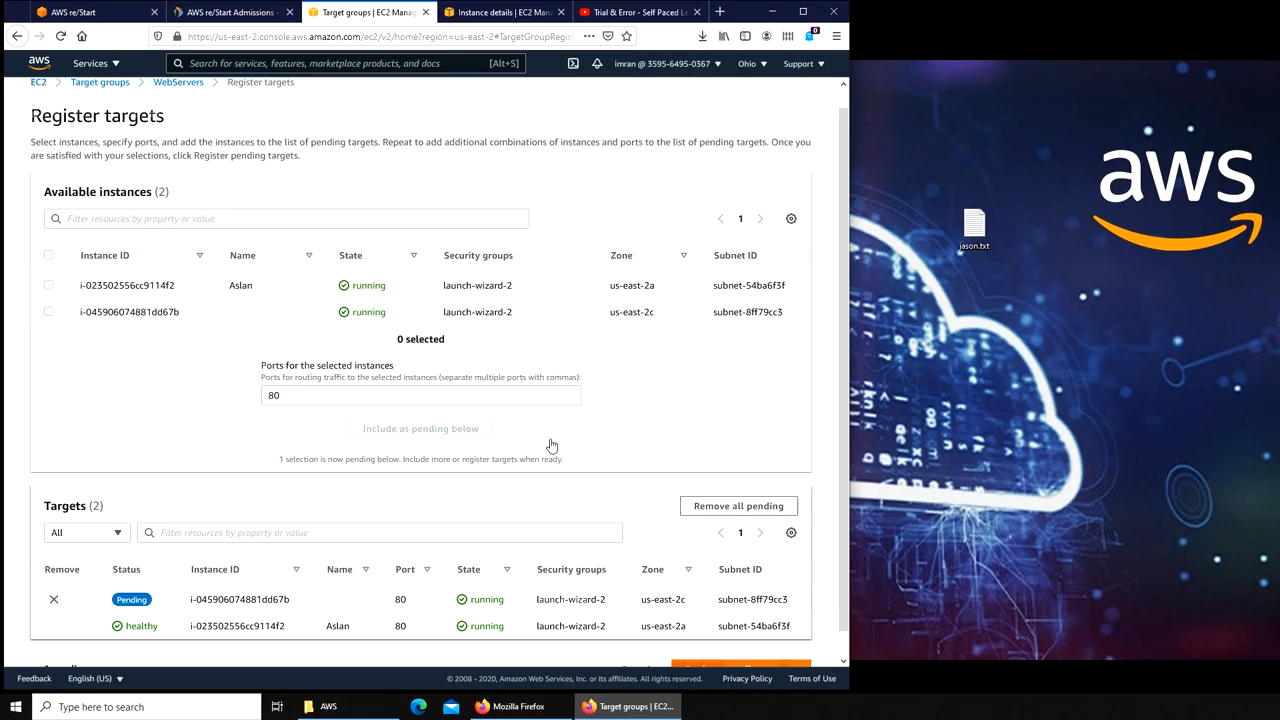 AWS re/Start
AWS re/Start Admissions -
Target groups | EC2 Manag
Instance details | EC2 Mana
Trial & Error - Self Paced Le
https://us-east-2.console.aws.amazon.com/ec2/v2/home?region=us-east-2#TargetGroupRegis
0
aws
Services
Search for services, features, marketplace products, and docs
[Alt+S]
imran @ 3595-6495-0367
Ohio
Support
EC2 > Target groups > WebServers > Register targets
Register targets
Select instances, specify ports, and add the instances to the list of pending targets. Repeat to add additional combinations of instances and ports to the list of pending targets. Once you
are satisfied with your selections, click Register pending targets.
Available instances (2)
Filter resources by property or value
1
Instance ID Name State Security groups Zone Subnet ID
i-023502556cc9114f2 Aslan running launch-wizard-2 us-east-2a subnet-54ba6f3f
i-045906074881dd67b running launch-wizard-2 us-east-2c subnet-8ff79cc3
0 selected
Ports for the selected instances
Ports for routing traffic to the selected instances (separate multiple ports with commas):
80
Include as pending below
1 selection is now pending below. Include more or register targets when ready.
Targets (2)
Remove all pending
All
Filter resources by property or value
1
Remove Status Instance ID Name Port State Security groups Zone Subnet ID
Pending i-045906074881dd67b 80 running launch-wizard-2 us-east-2c subnet-8ff79cc3
healthy i-023502556cc9114f2 Aslan 80 running launch-wizard-2 us-east-2a subnet-54ba6f3f
Feedback
English (US)
© 2008 - 2020, Amazon Web Services, Inc. or its affiliates. All rights reserved.
Privacy Policy
Terms of Use
Type here to search
AWS
Mozilla Firefox
Target groups | EC2...
aws
jason.txt